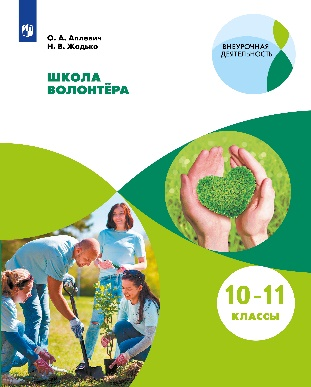 О. А. Аплевич
Н. В. Жадько
ВНЕУРОЧНАЯ
ДЕЯТЕЛЬНОСТЬ
ШКОЛА
ВОЛОНТЁРА
10–11
КЛАССЫ